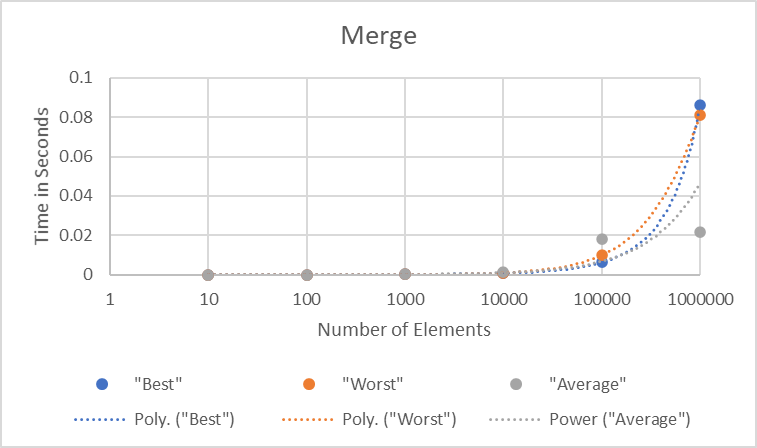 Merge
0.1
0.08
0.06
0.04
0.02
0
Time in Seconds
1 10 100 1000 10000 100000 1000000
Number of Elements
"Best" "Worst" "Average"
Poly. ("Best") Poly. ("Worst") Power ("Average")